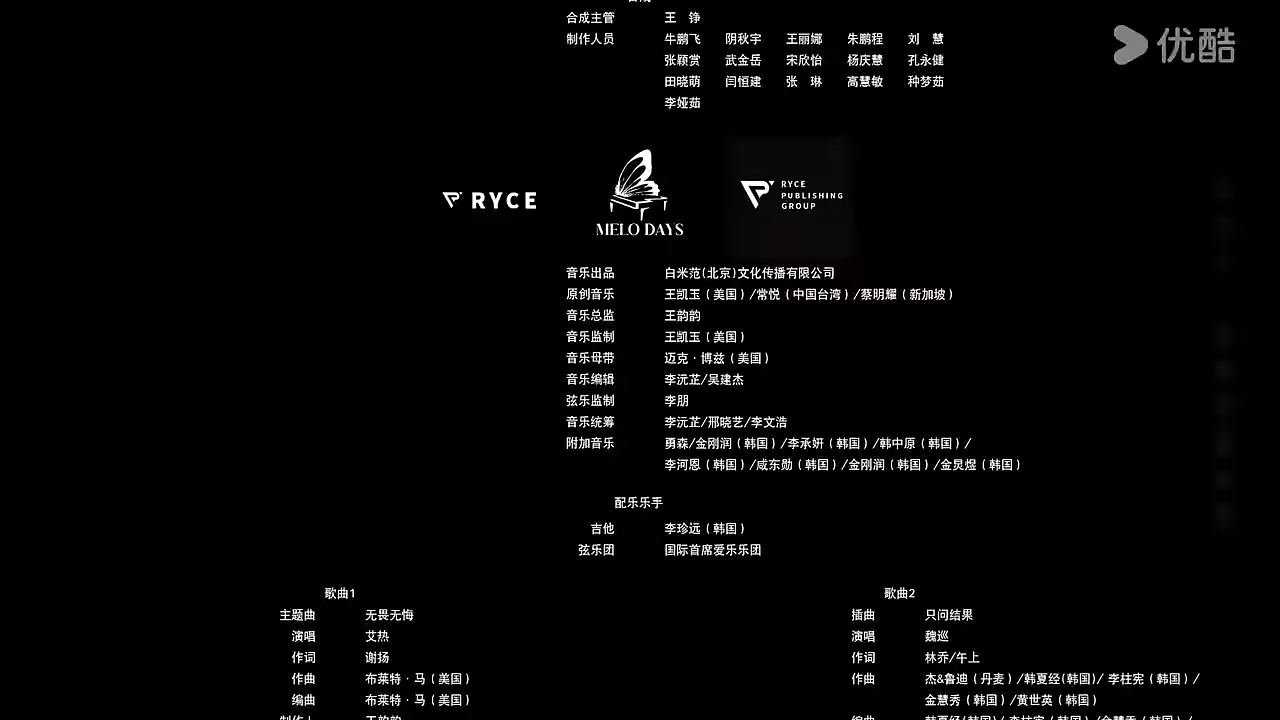 合成主管 王 铮
优酷
制作人员 牛鹏飞 阴秋宇 王丽娜 朱鹏程 刘 慧
张颖赏 武金岳 宋欣怡 杨庆慧 孔永健
田晓萌 闫恒建 张 琳 高慧敏 种梦茹
李娅茹
RYCE
MELO DAYS
RYCE
PUBLISHING
GROUP
音乐出品 白米范(北京)文化传播有限公司
原创音乐 王凯玉（美国）/常悦（中国台湾）/蔡明耀（新加坡）
音乐总监 王韵韵
音乐监制 王凯玉（美国）
音乐母带 迈克·博兹（美国）
音乐编辑 李沅芷/吴建杰
弦乐监制 李朋
音乐统筹 李沅芷/邢晓艺/李文浩
附加音乐 勇森/金刚润（韩国）/李承妍（韩国）/韩中原（韩国）/
李河恩（韩国）/咸东勋（韩国）/金刚润（韩国）/金炅煜（韩国）
配乐乐手
吉他 李珍远（韩国）
弦乐团 国际首席爱乐乐团
歌曲1
主题曲 无畏无悔
演唱 艾热
作词 谢扬
作曲 布莱特·马（美国）
编曲 布莱特·马（美国）
歌曲2
插曲 只问结果
演唱 魏巡
作词 林乔/午上
作曲 杰&鲁迪（丹麦）/韩夏经(韩国)/ 李柱宪（韩国）/
金慧秀（韩国）/黄世英（韩国）